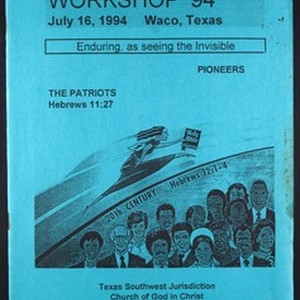 WORKSHOP '94
July 16, 1994 Waco, Texas
Enduring, as seeing the Invisible
PIONEERS
THE PATRIOTS
Hebrews 11:27
20th CENTURY
Hebrews 12:1-4
Texas Southwest Jurisdiction
Church of God in Christ